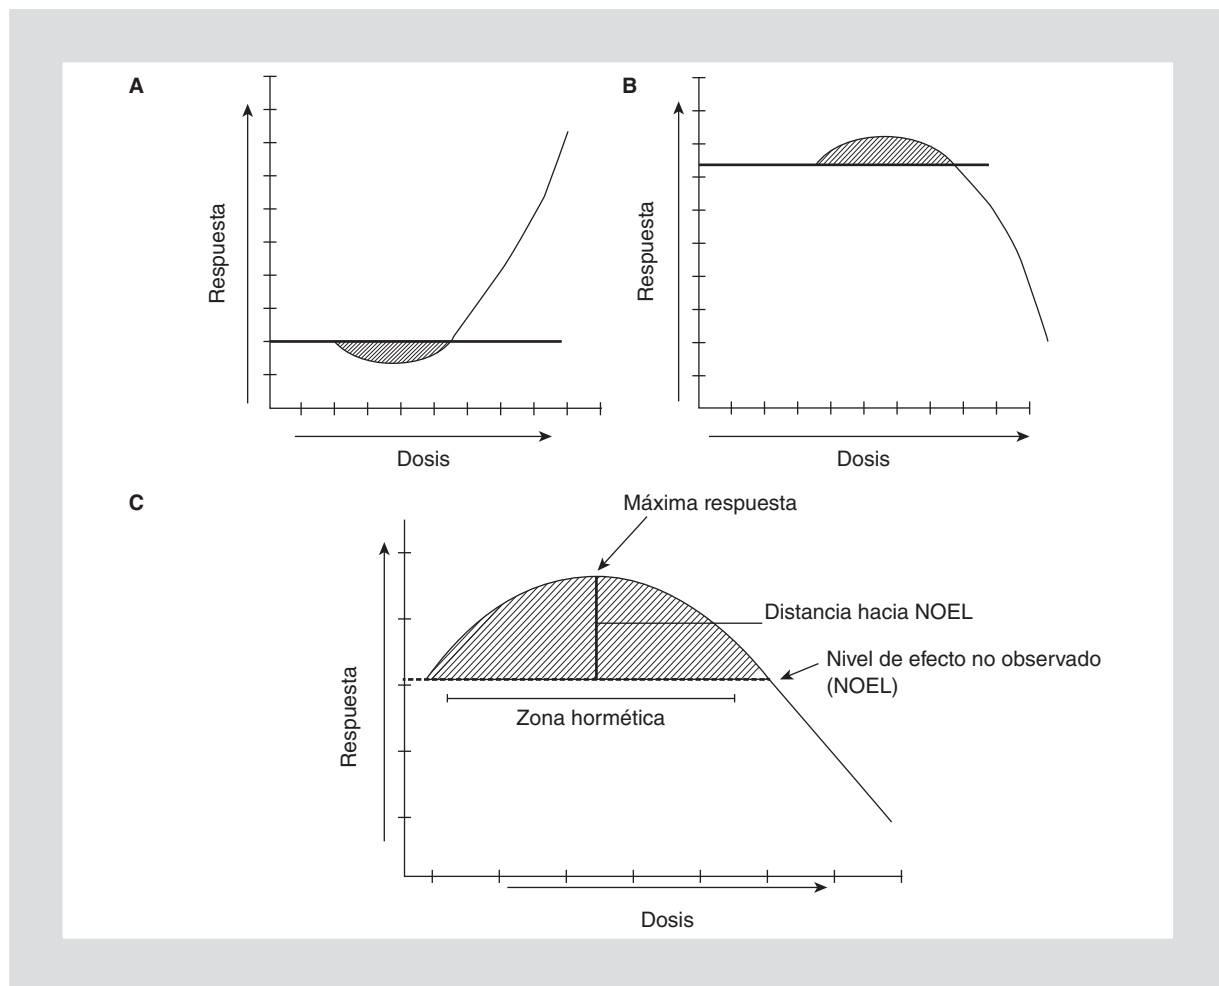 A
B
Respuesta
Respuesta
Dosis
Dosis
C
Máxima respuesta
Distancia hacia NOEL
Nivel de efecto no observado
(NOEL)
Zona hormética
Respuesta
Dosis